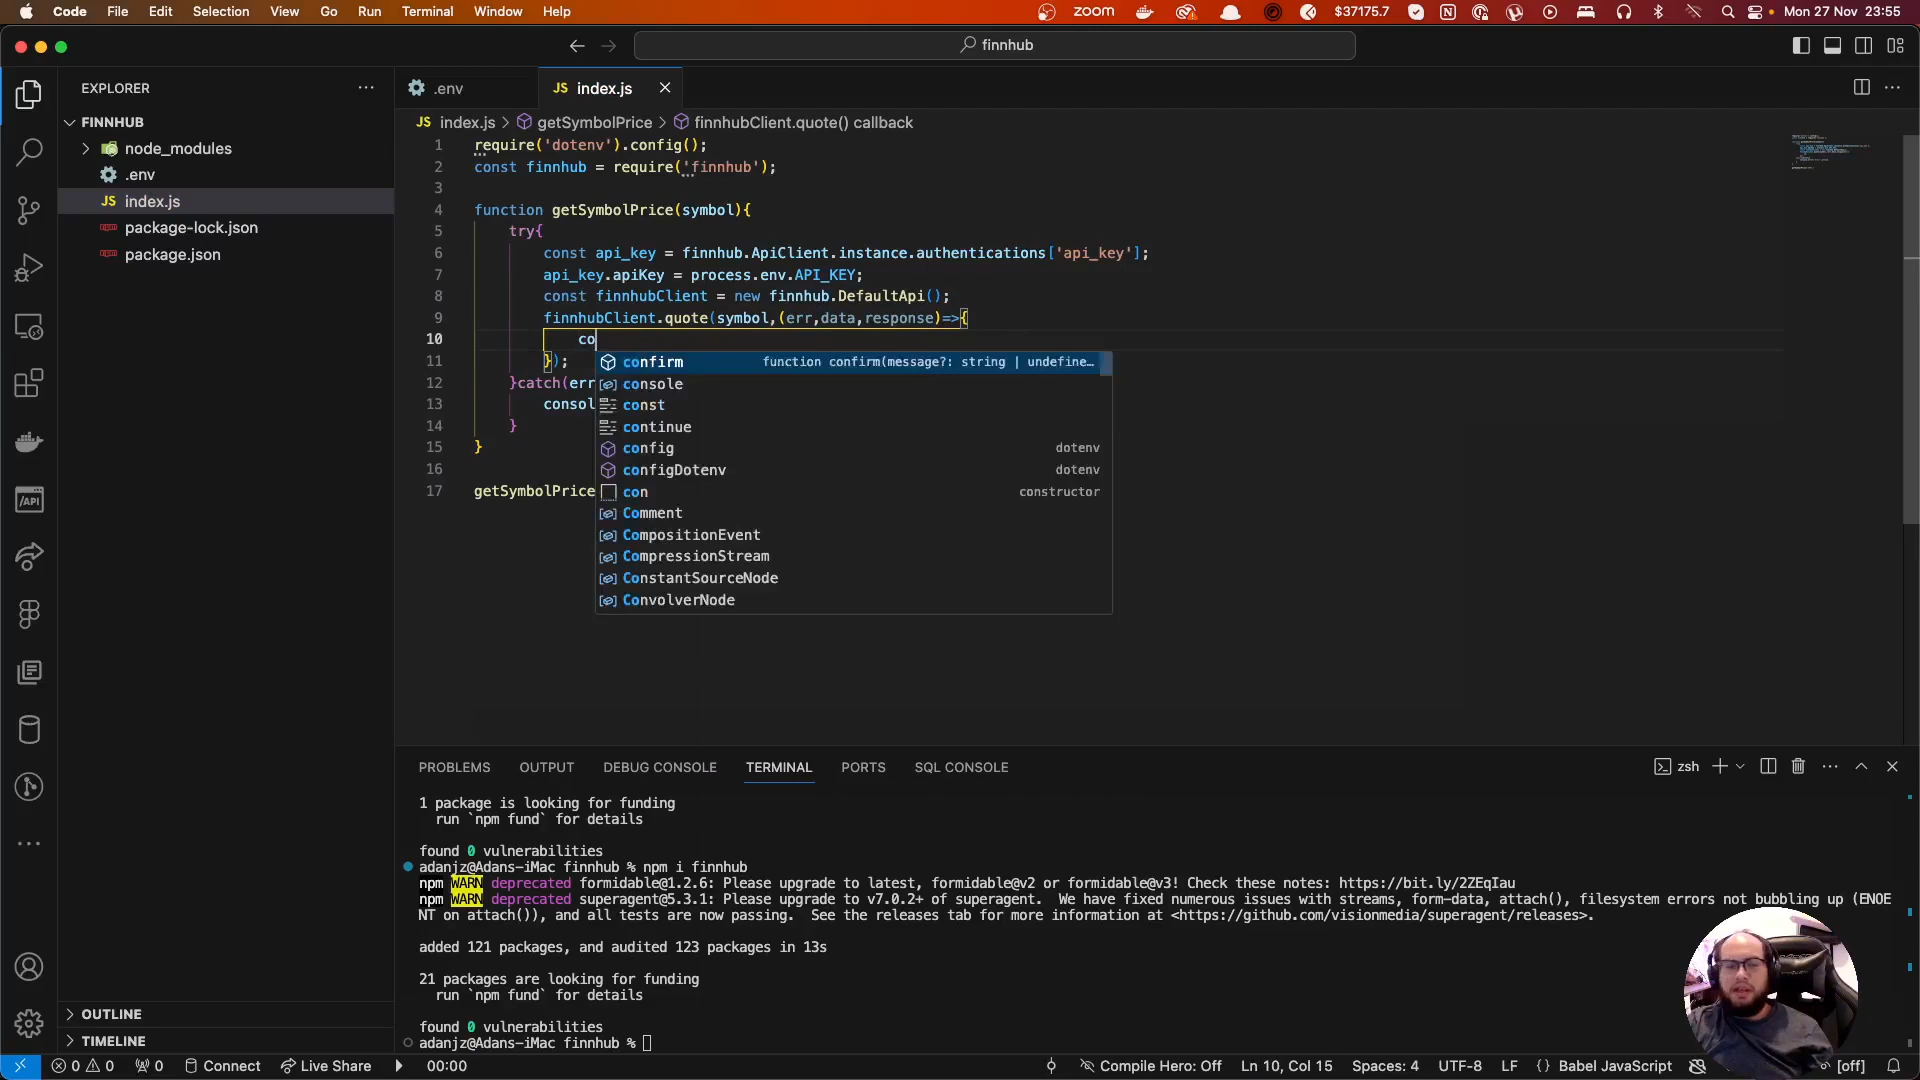 Code File Edit Selection View Go Run Terminal Window Help zoom $37175.7 Mon 27 Nov 23:55
finnhub
EXPLORER
FINNHUB
node_modules
.env
JS index.js
package-lock.json
package.json
OUTLINE
TIMELINE
.env
JS index.js
JS index.js > getSymbolPrice > finnhubClient.quote() callback
1 require('dotenv').config();
2 const finnhub = require('finnhub');
3
4 function getSymbolPrice(symbol){
5 try{
6 const api_key = finnhub.ApiClient.instance.authentications['api_key'];
7 api_key.apiKey = process.env.API_KEY;
8 const finnhubClient = new finnhub.DefaultApi();
9 finnhubClient.quote(symbol,(err,data,response)=>{
10 co
11 });
12 }catch(err
13 consol
14 }
15 }
16
17 getSymbolPrice
confirm function confirm(message?: string | undefine…
console
const
continue
config dotenv
configDotenv dotenv
con constructor
Comment
CompositionEvent
CompressionStream
ConstantSourceNode
ConvolverNode
PROBLEMS OUTPUT DEBUG CONSOLE TERMINAL PORTS SQL CONSOLE zsh
1 package is looking for funding
run `npm fund` for details
found 0 vulnerabilities
adanjz@Adans-iMac finnhub % npm i finnhub
npm WARN deprecated formidable@1.2.6: Please upgrade to latest, formidable@v2 or formidable@v3! Check these notes: https://bit.ly/2ZEqIau
npm WARN deprecated superagent@5.3.1: Please upgrade to v7.0.2+ of superagent. We have fixed numerous issues with streams, form-data, attach(), filesystem errors not bubbling up (ENOE
NT on attach()), and all tests are now passing. See the releases tab for more information at <https://github.com/visionmedia/superagent/releases>.
added 121 packages, and audited 123 packages in 13s
21 packages are looking for funding
run `npm fund` for details
found 0 vulnerabilities
adanjz@Adans-iMac finnhub %
0 0 0 Connect Live Share 00:00 Compile Hero: Off Ln 10, Col 15 Spaces: 4 UTF-8 LF {} Babel JavaScript [off]